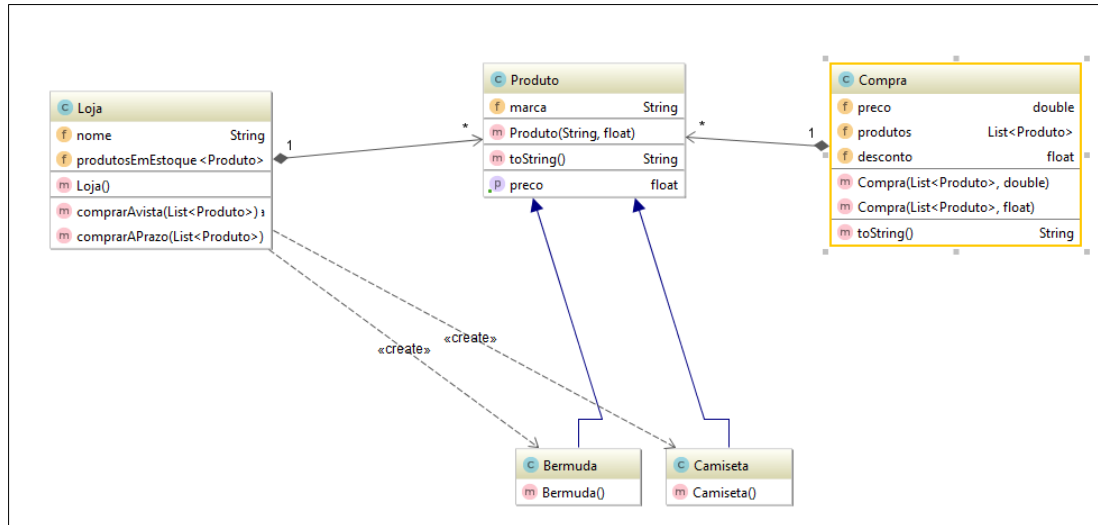 Loja
nome String
produtosEmEstoque <Produto>
Loja()
comprarAvista(List<Produto>)
comprarAPrazo(List<Produto>)
1
*
Produto
marca String
Produto(String, float)
toString() String
preco float
*
1
Compra
preco double
produtos List<Produto>
desconto float
Compra(List<Produto>, double)
Compra(List<Produto>, float)
toString() String
«create»
«create»
Bermuda
Bermuda()
Camiseta
Camiseta()